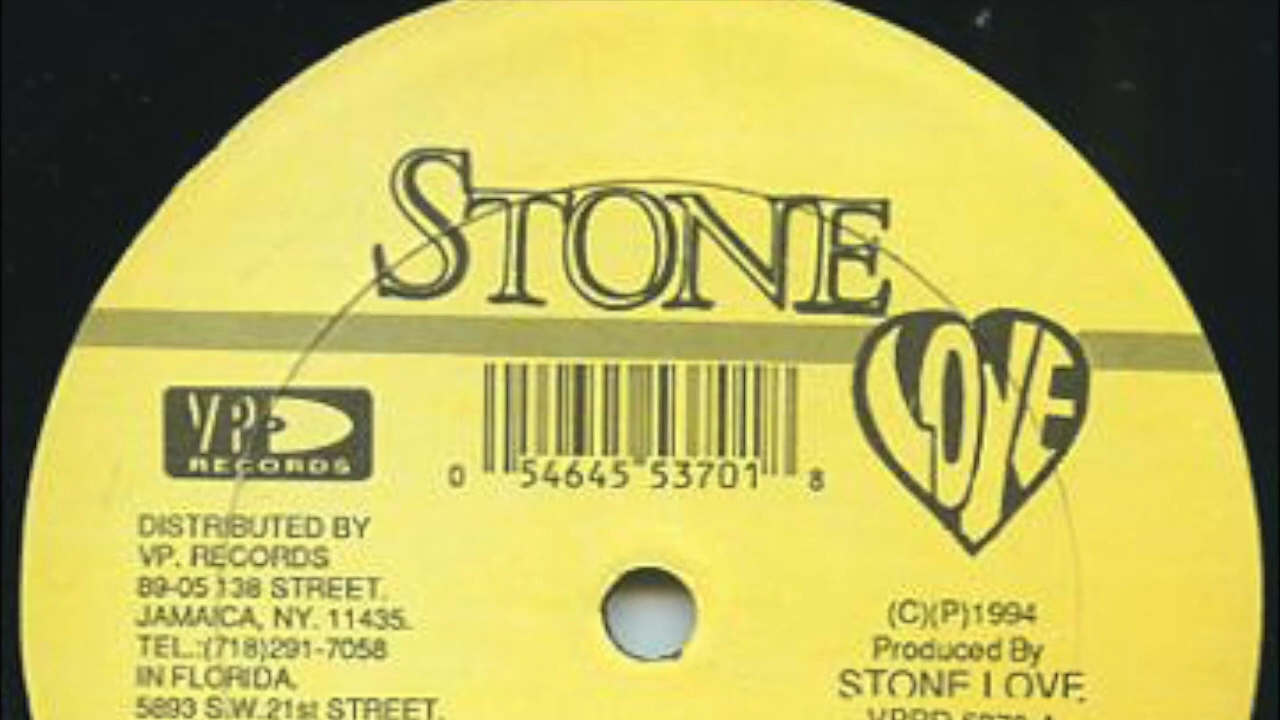 STONE
LOVE
VP
RECORDS
0 54645 53701 8
DISTRIBUTED BY
VP. RECORDS
89-05 138 STREET.
JAMAICA, NY. 11435.
TEL.:(718)291-7058
IN FLORIDA.
5893 S.W. 21st STREET.
(C)(P)1994
Produced By
STONE LOVE